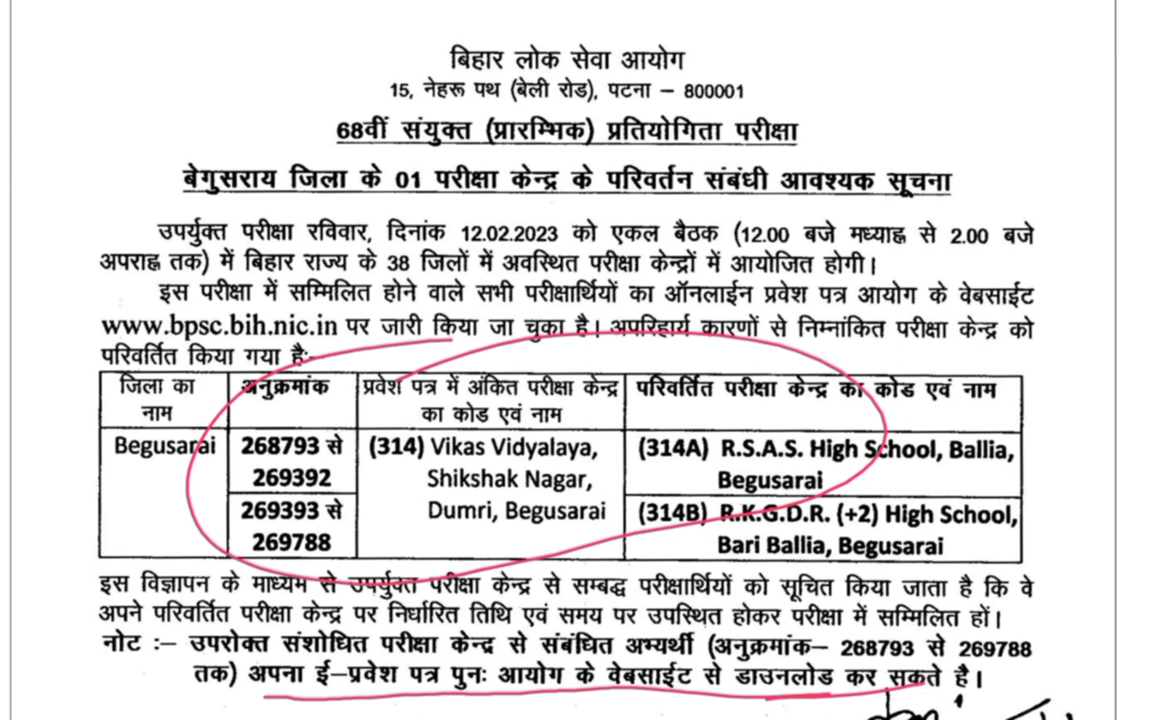 बिहार लोक सेवा आयोग
15, नेहरू पथ (बेली रोड), पटना – 800001
68वीं संयुक्त (प्रारम्भिक) प्रतियोगिता परीक्षा
बेगुसराय जिला के 01 परीक्षा केन्द्र के परिवर्तन संबंधी आवश्यक सूचना
उपर्युक्त परीक्षा रविवार, दिनांक 12.02.2023 को एकल बैठक (12.00 बजे मध्याह्न से 2.00 बजे
अपराह्न तक) में बिहार राज्य के 38 जिलों में अवस्थित परीक्षा केन्द्रों में आयोजित होगी।
इस परीक्षा में सम्मिलित होने वाले सभी परीक्षार्थियों का ऑनलाईन प्रवेश पत्र आयोग के वेबसाईट
www.bpsc.bih.nic.in पर जारी किया जा चुका है। अपरिहार्य कारणों से निम्नांकित परीक्षा केन्द्र को
परिवर्तित किया गया है:–
जिला का नाम
अनुक्रमांक
प्रवेश पत्र में अंकित परीक्षा केन्द्र
का कोड एवं नाम
परिवर्तित परीक्षा केन्द्र का कोड एवं नाम
Begusarai
268793 से
269392
269393 से
269788
(314) Vikas Vidyalaya,
Shikshak Nagar,
Dumri, Begusarai
(314A) R.S.A.S. High School, Ballia,
Begusarai
(314B) R.K.G.D.R. (+2) High School,
Bari Ballia, Begusarai
इस विज्ञापन के माध्यम से उपर्युक्त परीक्षा केन्द्र से सम्बद्ध परीक्षार्थियों को सूचित किया जाता है कि वे
अपने परिवर्तित परीक्षा केन्द्र पर निर्धारित तिथि एवं समय पर उपस्थित होकर परीक्षा में सम्मिलित हों।
नोट :– उपरोक्त संशोधित परीक्षा केन्द्र से संबंधित अभ्यर्थी (अनुक्रमांक– 268793 से 269788
तक) अपना ई–प्रवेश पत्र पुनः आयोग के वेबसाईट से डाउनलोड कर सकते है।